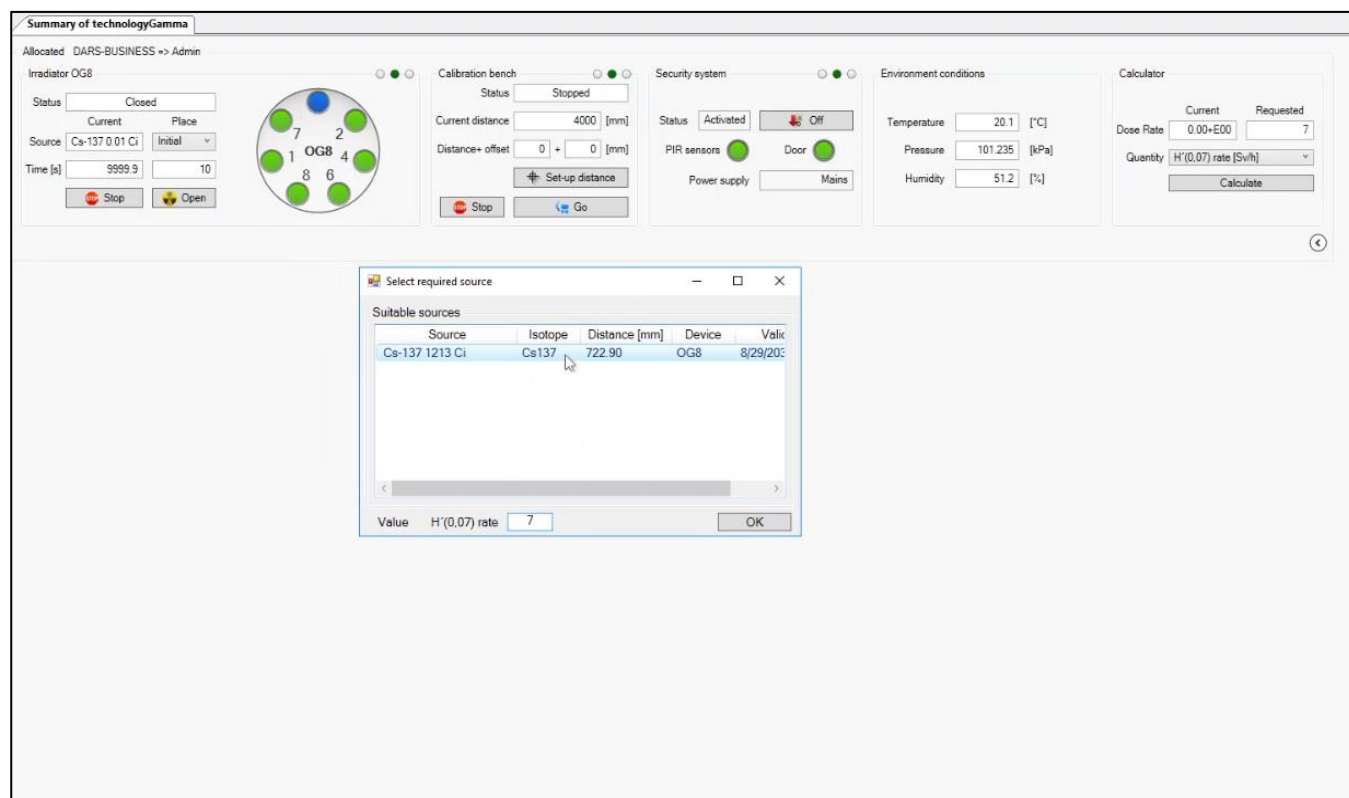 Summary of technologyGamma
Allocated DARS-BUSINESS => Admin
Irradiator OG8
Status Closed
Current Place
Source Cs-137 0.01 Ci Initial
Time [s] 9999.9 10
Stop Open
7 2
1 OG8 4
8 6
Calibration bench
Status Stopped
Current distance 4000 [mm]
Distance+ offset 0 + 0 [mm]
Set-up distance
STOP Stop Go
Security system
Status Activated Off
PIR sensors Door
Power supply Mains
Environment conditions
Temperature 20.1 [°C]
Pressure 101.235 [kPa]
Humidity 51.2 [%]
Calculator
Current Requested
Dose Rate 0.00+E00 7
Quantity H´(0,07) rate [Sv/h]
Calculate
Select required source
Suitable sources
Source Isotope Distance [mm] Device Valid
Cs-137 1213 Ci Cs137 722.90 OG8 8/29/203
Value H´(0,07) rate 7 OK